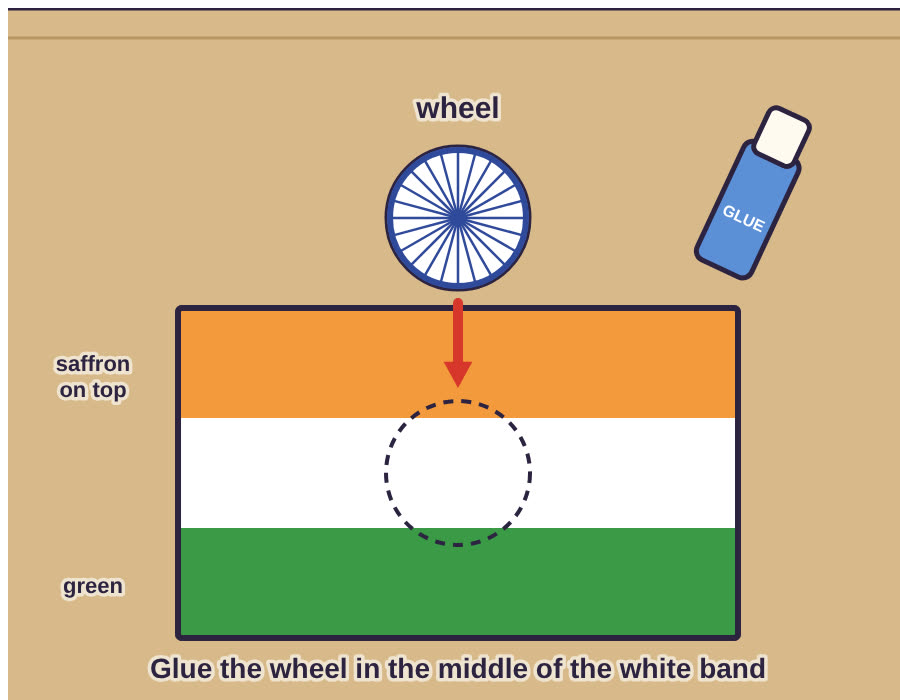 wheel
GLUE
saffron
on top
green
Glue the wheel in the middle of the white band